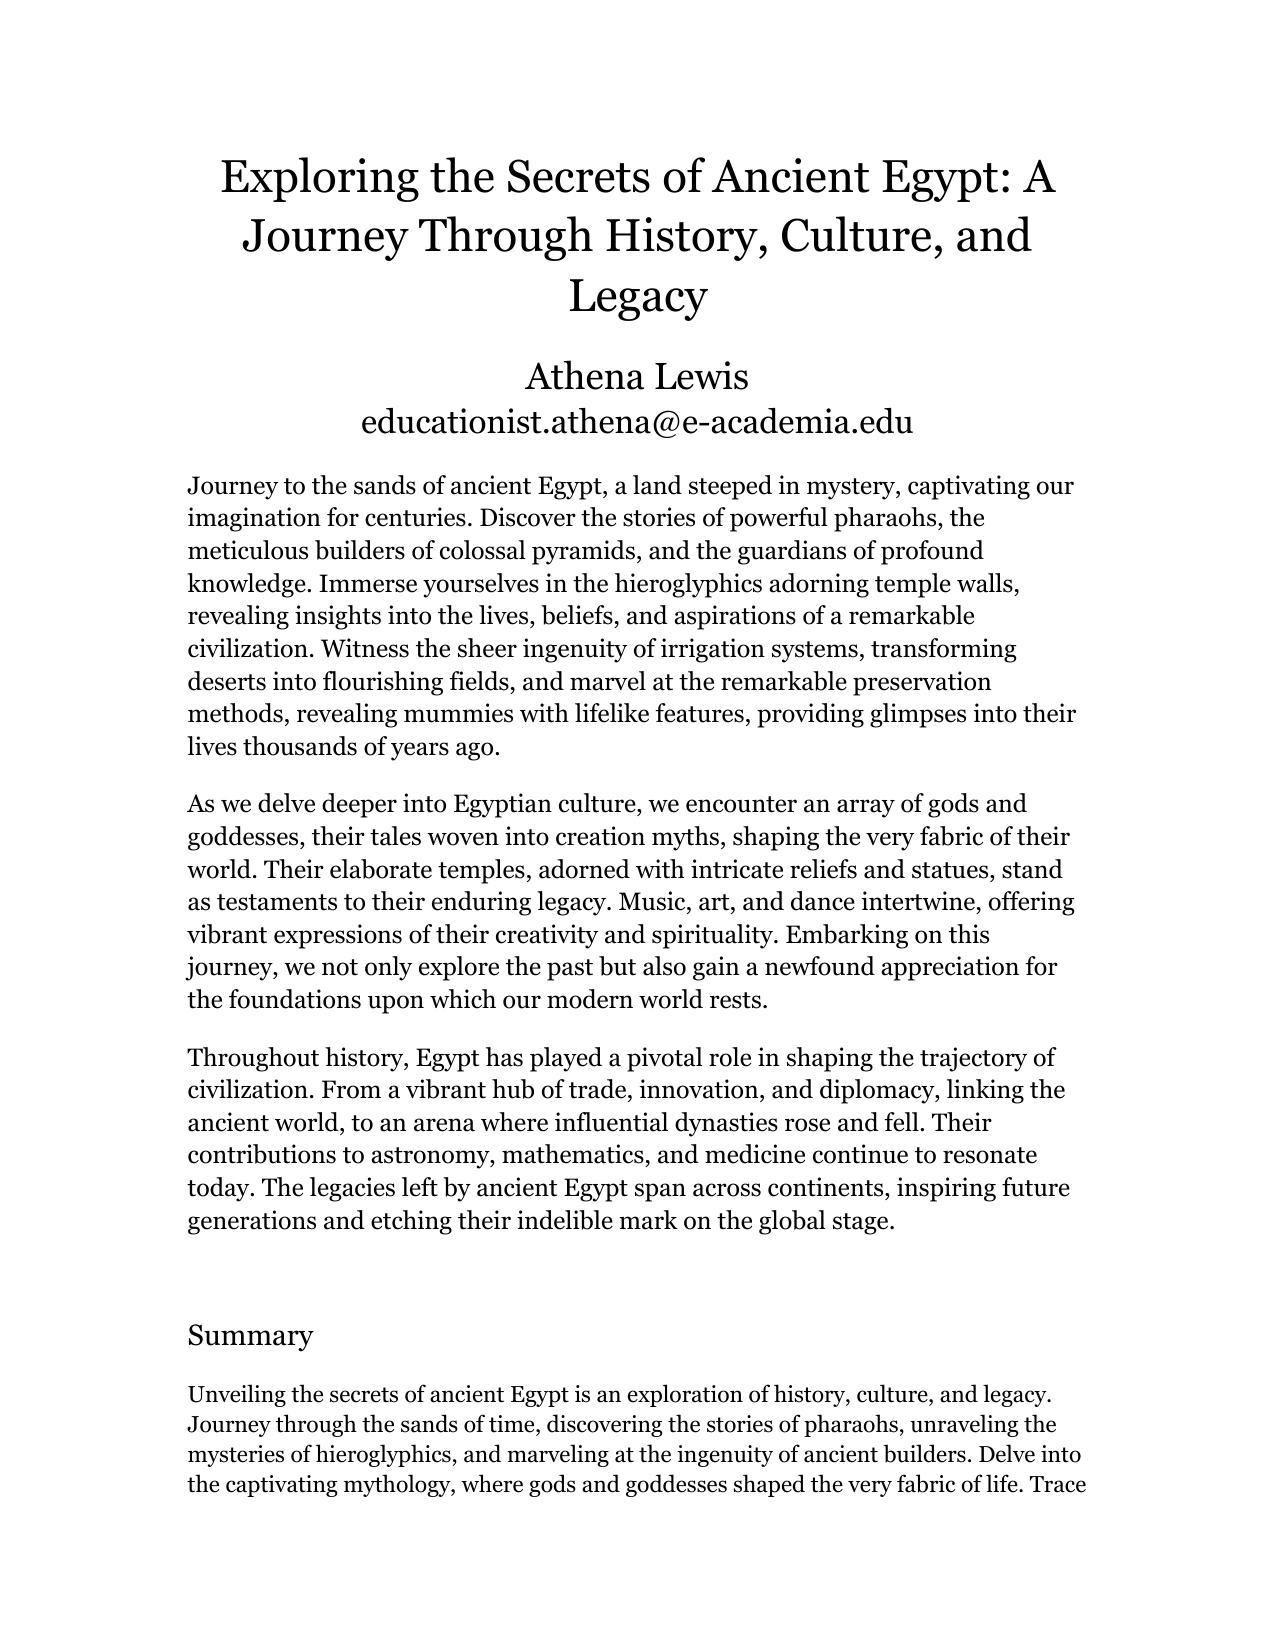 Exploring the Secrets of Ancient Egypt: A
Journey Through History, Culture, and
Legacy
Athena Lewis
educationist.athena@e-academia.edu
Journey to the sands of ancient Egypt, a land steeped in mystery, captivating our
imagination for centuries. Discover the stories of powerful pharaohs, the
meticulous builders of colossal pyramids, and the guardians of profound
knowledge. Immerse yourselves in the hieroglyphics adorning temple walls,
revealing insights into the lives, beliefs, and aspirations of a remarkable
civilization. Witness the sheer ingenuity of irrigation systems, transforming
deserts into flourishing fields, and marvel at the remarkable preservation
methods, revealing mummies with lifelike features, providing glimpses into their
lives thousands of years ago.
As we delve deeper into Egyptian culture, we encounter an array of gods and
goddesses, their tales woven into creation myths, shaping the very fabric of their
world. Their elaborate temples, adorned with intricate reliefs and statues, stand
as testaments to their enduring legacy. Music, art, and dance intertwine, offering
vibrant expressions of their creativity and spirituality. Embarking on this
journey, we not only explore the past but also gain a newfound appreciation for
the foundations upon which our modern world rests.
Throughout history, Egypt has played a pivotal role in shaping the trajectory of
civilization. From a vibrant hub of trade, innovation, and diplomacy, linking the
ancient world, to an arena where influential dynasties rose and fell. Their
contributions to astronomy, mathematics, and medicine continue to resonate
today. The legacies left by ancient Egypt span across continents, inspiring future
generations and etching their indelible mark on the global stage.
Summary
Unveiling the secrets of ancient Egypt is an exploration of history, culture, and legacy.
Journey through the sands of time, discovering the stories of pharaohs, unraveling the
mysteries of hieroglyphics, and marveling at the ingenuity of ancient builders. Delve into
the captivating mythology, where gods and goddesses shaped the very fabric of life. Trace